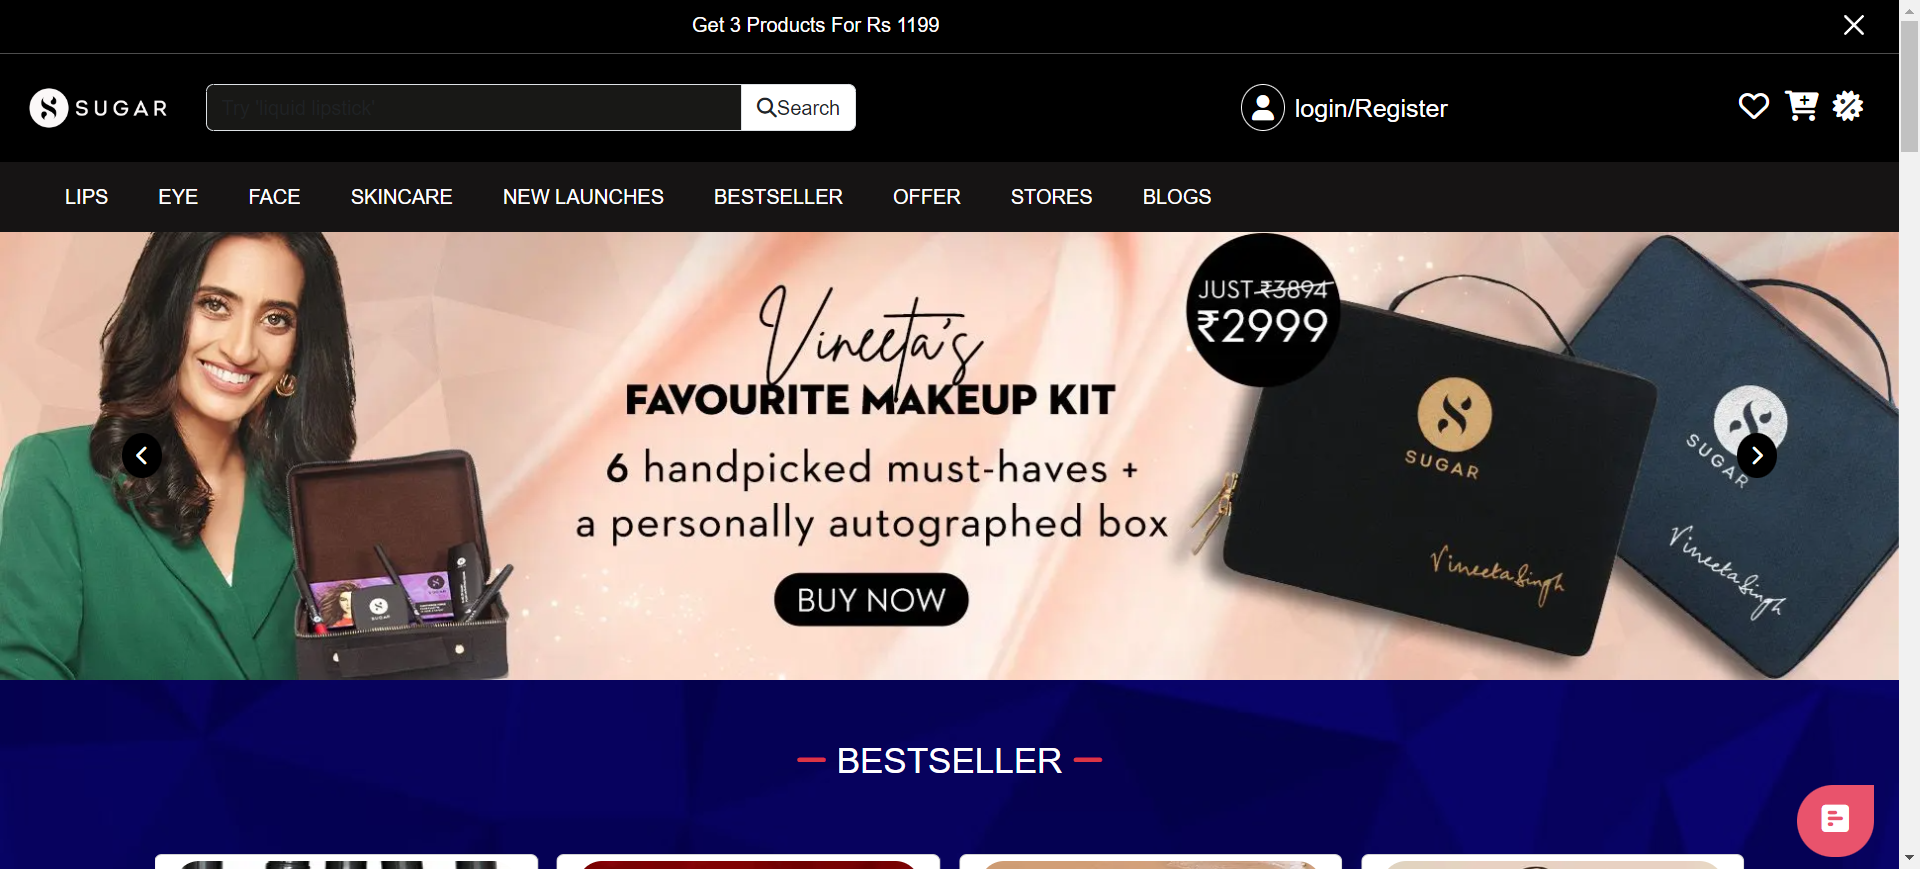 Get 3 Products For Rs 1199
SUGAR
Try 'liquid lipstick'
Search
login/Register
LIPS
EYE
FACE
SKINCARE
NEW LAUNCHES
BESTSELLER
OFFER
STORES
BLOGS
Vineeta's
FAVOURITE MAKEUP KIT
6 handpicked must-haves +
a personally autographed box
BUY NOW
JUST ₹3894
₹2999
SUGAR
Vineeta Singh
SUGAR
Vineeta Singh
BESTSELLER